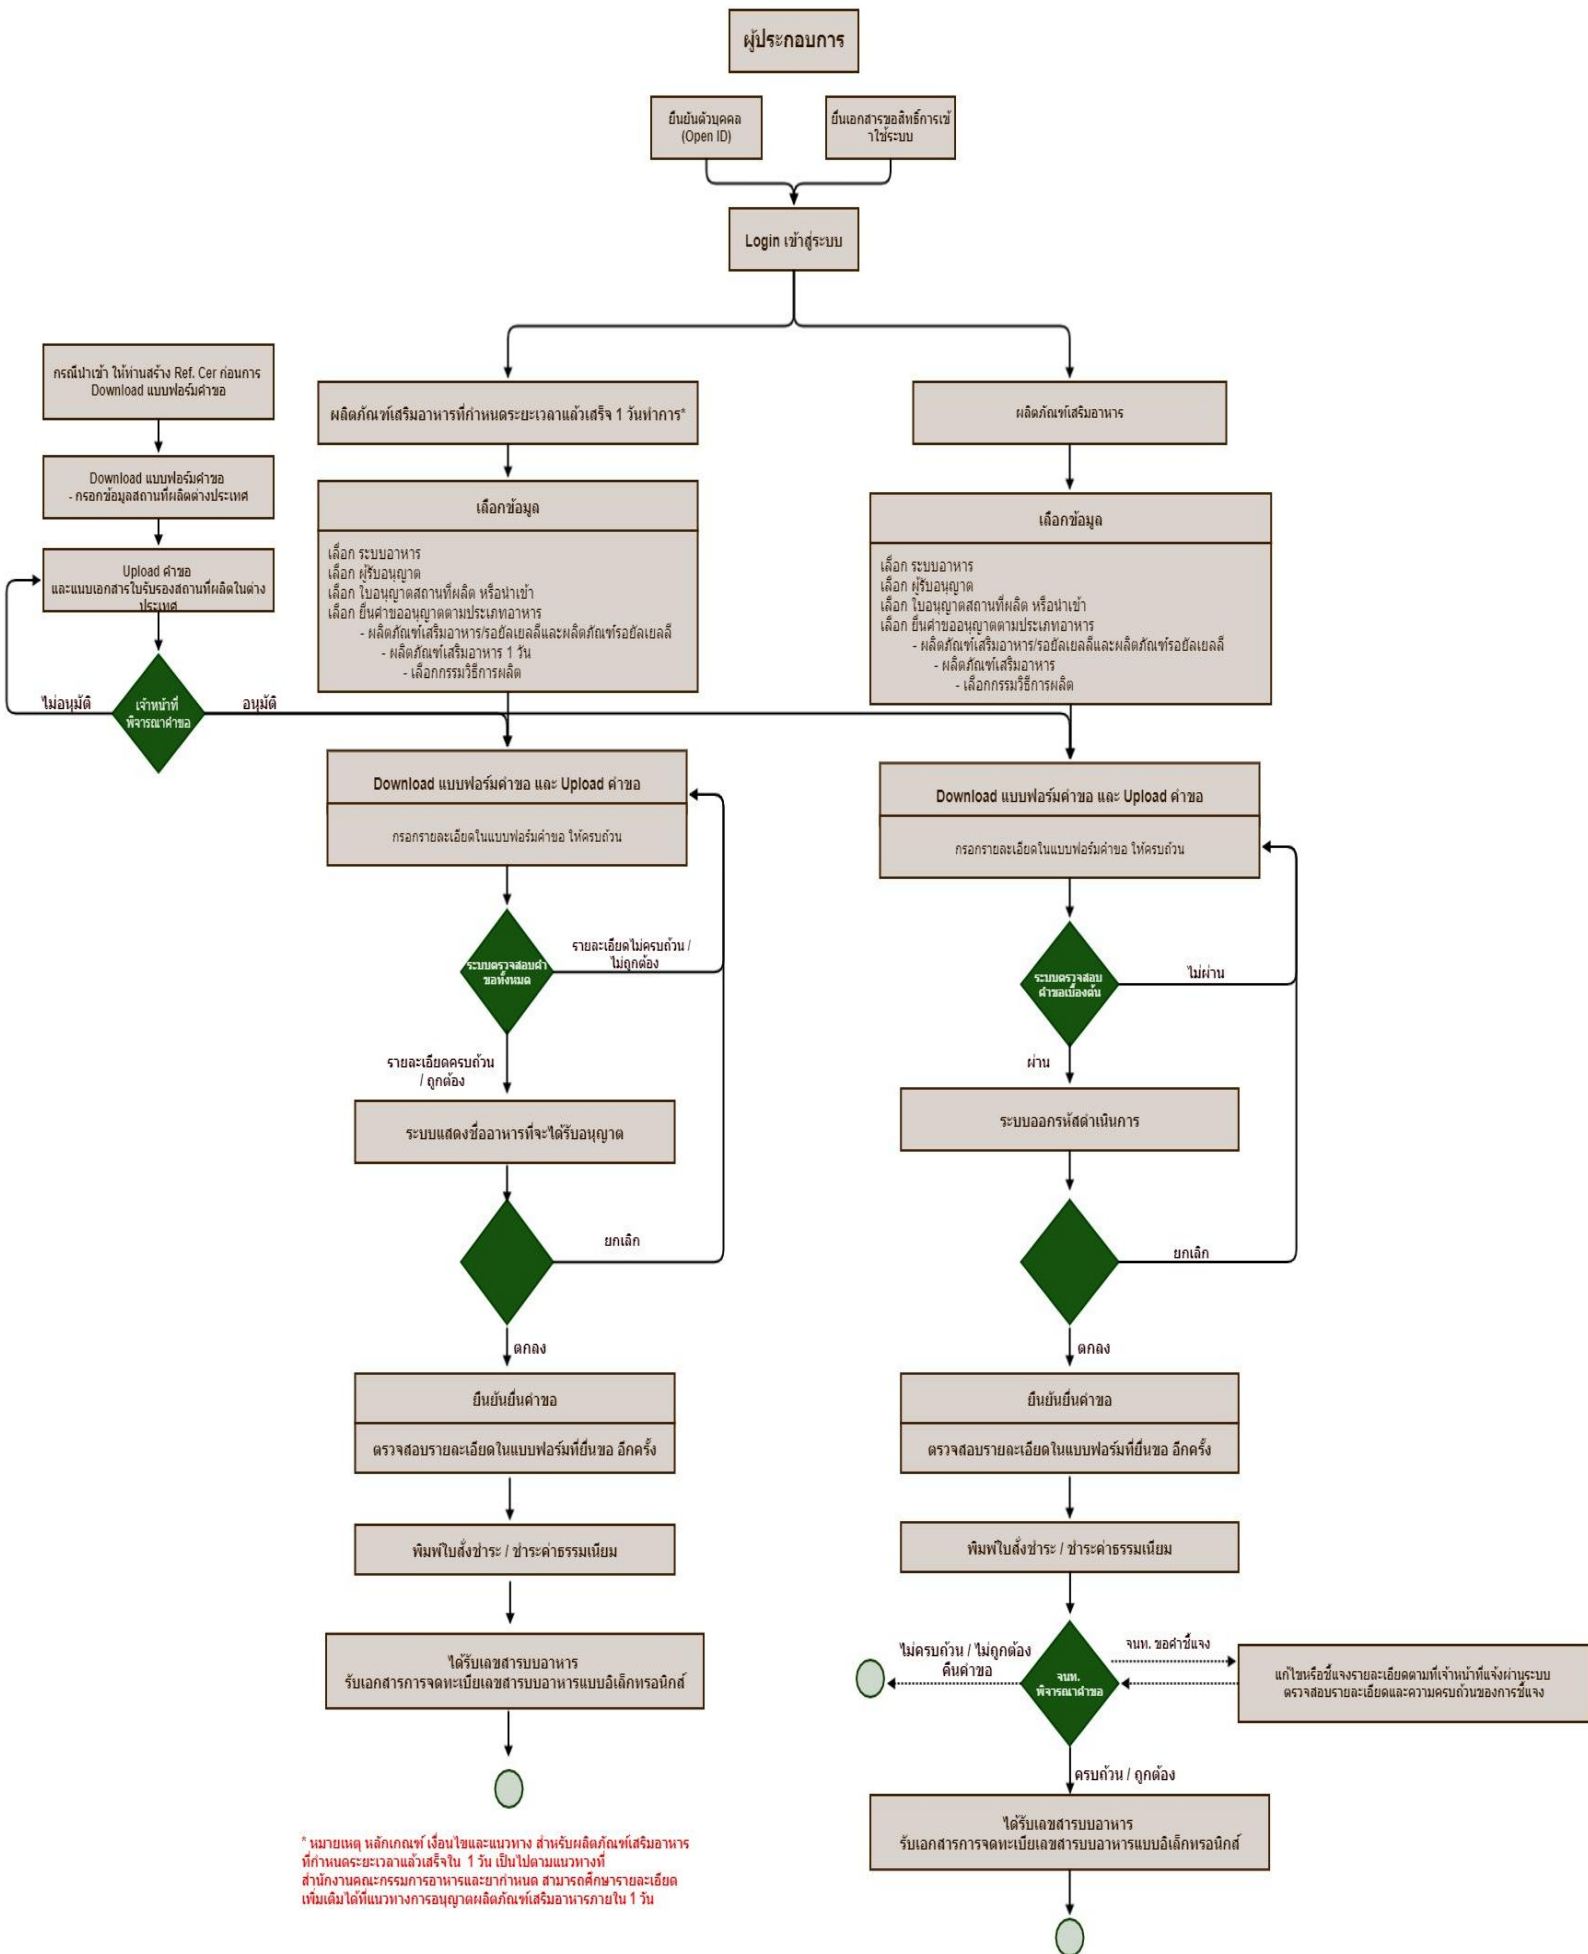 ผู้ประกอบการ
ยืนยันตัวบุคคล
(Open ID)
ยื่นเอกสารขอสิทธิ์การเข้
าใช้ระบบ
Login เข้าสู่ระบบ
กรณีนำเข้า ให้ท่านสร้าง Ref. Cer ก่อนการ
Download แบบฟอร์มคำขอ
Download แบบฟอร์มคำขอ
- กรอกข้อมูลสถานที่ผลิตต่างประเทศ
Upload คำขอ
และแนบเอกสารใบรับรองสถานที่ผลิตในต่าง
ประเทศ
ไม่อนุมัติ
เจ้าหน้าที่
พิจารณาคำขอ
อนุมัติ
ผลิตภัณฑ์เสริมอาหารที่กำหนดระยะเวลาแล้วเสร็จ 1 วันทำการ*
เลือกข้อมูล
เลือก ระบบอาหาร
เลือก ผู้รับอนุญาต
เลือก ใบอนุญาตสถานที่ผลิต หรือนำเข้า
เลือก ยื่นคำขออนุญาตตามประเภทอาหาร
- ผลิตภัณฑ์เสริมอาหาร/รอยัลเยลลีและผลิตภัณฑ์รอยัลเยลลี
- ผลิตภัณฑ์เสริมอาหาร 1 วัน
- เลือกกรรมวิธีการผลิต
Download แบบฟอร์มคำขอ และ Upload คำขอ
กรอกรายละเอียดในแบบฟอร์มคำขอ ให้ครบถ้วน
ระบบตรวจสอบคำ
ขอทั้งหมด
รายละเอียดไม่ครบถ้วน /
ไม่ถูกต้อง
รายละเอียดครบถ้วน
/ ถูกต้อง
ระบบแสดงชื่ออาหารที่จะได้รับอนุญาต
ยกเลิก
ตกลง
ยืนยันยื่นคำขอ
ตรวจสอบรายละเอียดในแบบฟอร์มที่ยื่นขอ อีกครั้ง
พิมพ์ใบสั่งชำระ / ชำระค่าธรรมเนียม
ได้รับเลขสารบบอาหาร
รับเอกสารการจดทะเบียเลขสารบบอาหารแบบอิเล็กทรอนิกส์
* หมายเหตุ หลักเกณฑ์ เงื่อนไขและแนวทาง สำหรับผลิตภัณฑ์เสริมอาหาร
ที่กำหนดระยะเวลาแล้วเสร็จใน 1 วัน เป็นไปตามแนวทางที่
สำนักงานคณะกรรมการอาหารและยากำหนด สามารถศึกษารายละเอียด
เพิ่มเติมได้ที่แนวทางการอนุญาตผลิตภัณฑ์เสริมอาหารภายใน 1 วัน
ผลิตภัณฑ์เสริมอาหาร
เลือกข้อมูล
เลือก ระบบอาหาร
เลือก ผู้รับอนุญาต
เลือก ใบอนุญาตสถานที่ผลิต หรือนำเข้า
เลือก ยื่นคำขออนุญาตตามประเภทอาหาร
- ผลิตภัณฑ์เสริมอาหาร/รอยัลเยลลีและผลิตภัณฑ์รอยัลเยลลี
- ผลิตภัณฑ์เสริมอาหาร
- เลือกกรรมวิธีการผลิต
Download แบบฟอร์มคำขอ และ Upload คำขอ
กรอกรายละเอียดในแบบฟอร์มคำขอ ให้ครบถ้วน
ระบบตรวจสอบ
คำขอเบื้องต้น
ไม่ผ่าน
ผ่าน
ระบบออกรหัสดำเนินการ
ยกเลิก
ตกลง
ยืนยันยื่นคำขอ
ตรวจสอบรายละเอียดในแบบฟอร์มที่ยื่นขอ อีกครั้ง
พิมพ์ใบสั่งชำระ / ชำระค่าธรรมเนียม
ไม่ครบถ้วน / ไม่ถูกต้อง
คืนคำขอ
จนท.
พิจารณาคำขอ
จนท. ขอคำชี้แจง
แก้ไขหรือชี้แจงรายละเอียดตามที่เจ้าหน้าที่แจ้งผ่านระบบ
ตรวจสอบรายละเอียดและความครบถ้วนของการชี้แจง
ครบถ้วน / ถูกต้อง
ได้รับเลขสารบบอาหาร
รับเอกสารการจดทะเบียเลขสารบบอาหารแบบอิเล็กทรอนิกส์